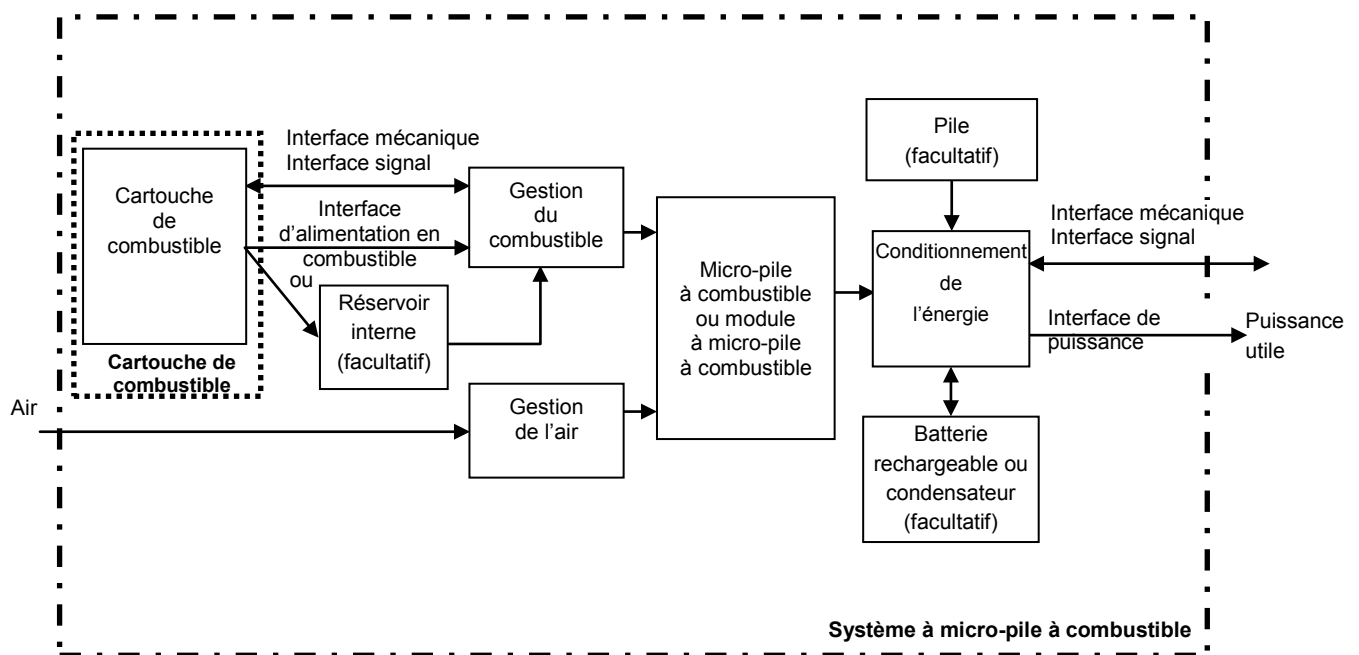 Cartouche
de
combustible
Cartouche de
combustible
Interface mécanique
Interface signal
Interface
d'alimentation en
combustible
ou
Réservoir
interne
(facultatif)
Gestion
du
combustible
Air
Gestion
de l'air
Micro-pile
à combustible
ou module
à micro-pile
à combustible
Pile
(facultatif)
Conditionnement
de
l'énergie
Batterie
rechargeable ou
condensateur
(facultatif)
Interface mécanique
Interface signal
Interface de
puissance
Puissance
utile
Système à micro-pile à combustible